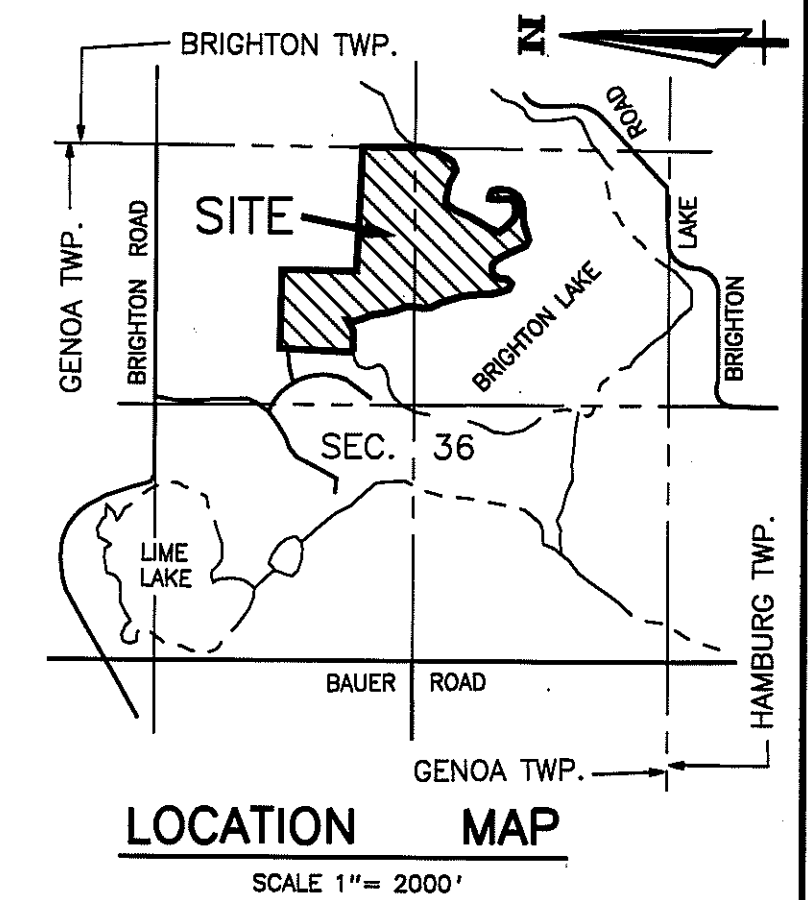 N
BRIGHTON TWP.
GENOA TWP.
BRIGHTON ROAD
SITE
ROAD
LAKE
BRIGHTON
BRIGHTON LAKE
SEC. 36
LIME
LAKE
BAUER ROAD
HAMBURG TWP.
GENOA TWP.
LOCATION MAP
SCALE 1"= 2000'